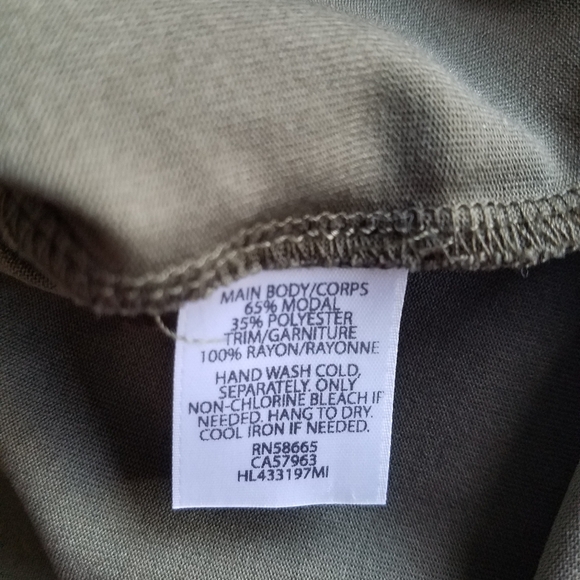 MAIN BODY/CORPS
65% MODAL
35% POLYESTER
TRIM/GARNITURE
100% RAYON/RAYONNE
HAND WASH COLD,
SEPARATELY. ONLY
NON-CHLORINE BLEACH IF
NEEDED. HANG TO DRY.
COOL IRON IF NEEDED.
RN58665
CA57963
HL433197MI